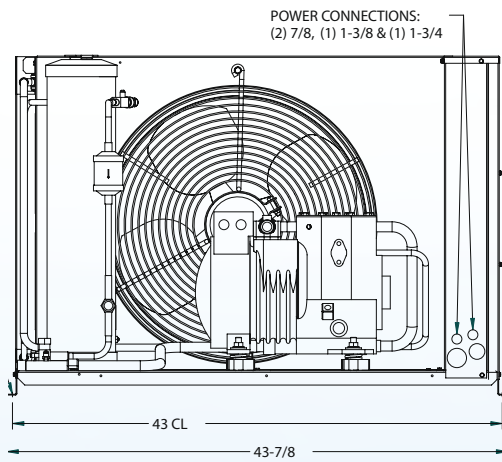 POWER CONNECTIONS:
(2) 7/8, (1) 1-3/8 & (1) 1-3/4
43 CL
43-7/8